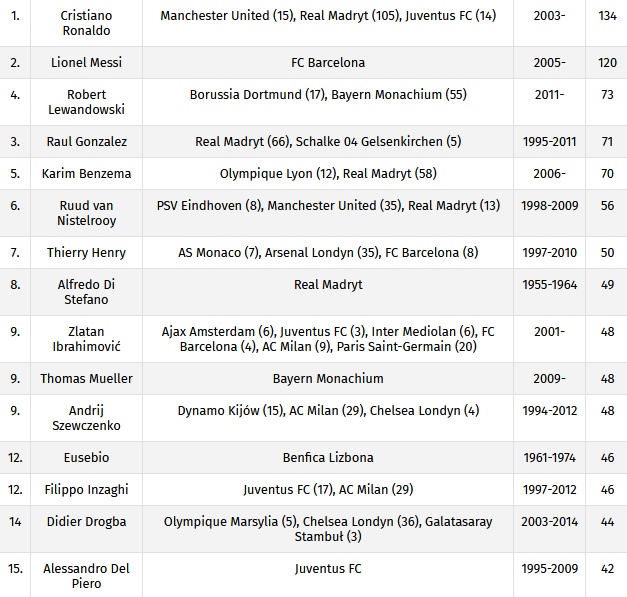 1. Cristiano Ronaldo Manchester United (15), Real Madryt (105), Juventus FC (14) 2003- 134
2. Lionel Messi FC Barcelona 2005- 120
4. Robert Lewandowski Borussia Dortmund (17), Bayern Monachium (55) 2011- 73
3. Raul Gonzalez Real Madryt (66), Schalke 04 Gelsenkirchen (5) 1995-2011 71
5. Karim Benzema Olympique Lyon (12), Real Madryt (58) 2006- 70
6. Ruud van Nistelrooy PSV Eindhoven (8), Manchester United (35), Real Madryt (13) 1998-2009 56
7. Thierry Henry AS Monaco (7), Arsenal Londyn (35), FC Barcelona (8) 1997-2010 50
8. Alfredo Di Stefano Real Madryt 1955-1964 49
9. Zlatan Ibrahimović Ajax Amsterdam (6), Juventus FC (3), Inter Mediolan (6), FC Barcelona (4), AC Milan (9), Paris Saint-Germain (20) 2001- 48
9. Thomas Mueller Bayern Monachium 2009- 48
9. Andrij Szewczenko Dynamo Kijów (15), AC Milan (29), Chelsea Londyn (4) 1994-2012 48
12. Eusebio Benfica Lizbona 1961-1974 46
12. Filippo Inzaghi Juventus FC (17), AC Milan (29) 1997-2012 46
14 Didier Drogba Olympique Marsylia (5), Chelsea Londyn (36), Galatasaray Stambuł (3) 2003-2014 44
15. Alessandro Del Piero Juventus FC 1995-2009 42